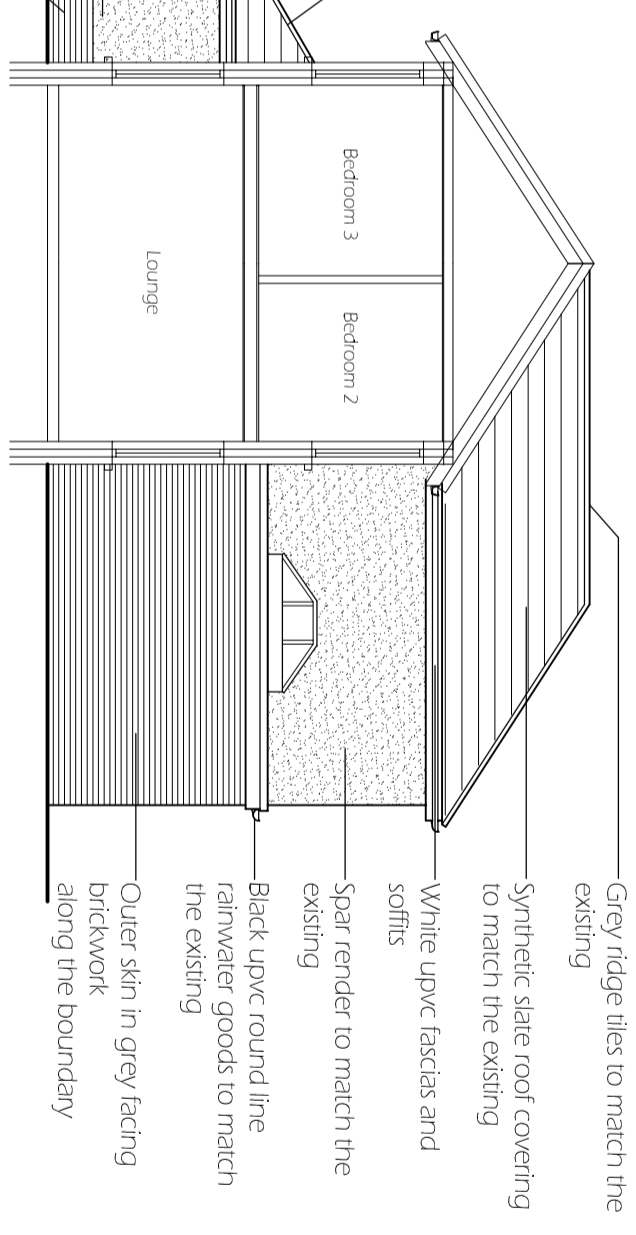 Grey ridge tiles to match the
existing
Synthetic slate roof covering
to match the existing
White upvc fascias and
soffits
Spar render to match the
existing
Black upvc round line
rainwater goods to match
the existing
Outer skin in grey facing
brickwork
along the boundary
Bedroom 3
Bedroom 2
Lounge